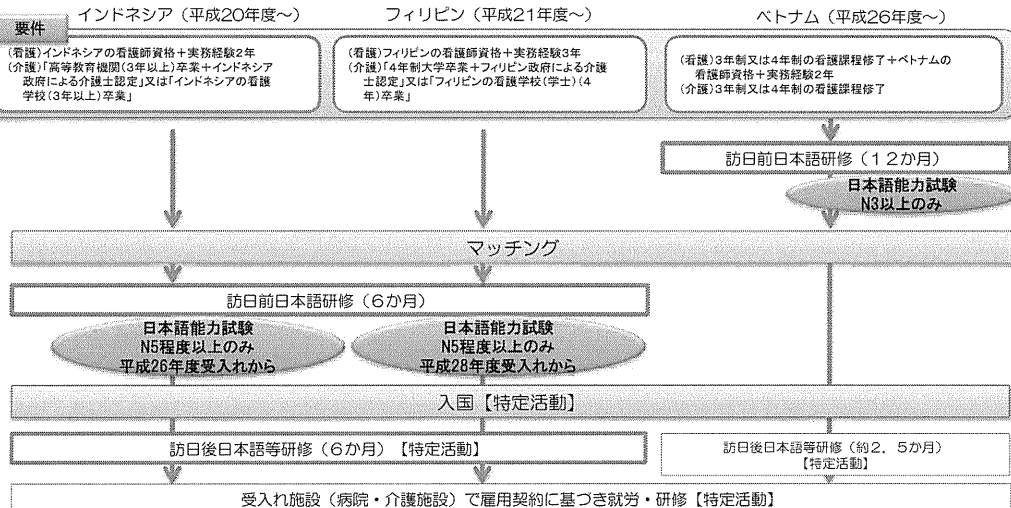 インドネシア（平成20年度～）
フィリピン（平成21年度～）
ベトナム（平成26年度～）
要件
（看護）インドネシアの看護師資格＋実務経験2年
（介護）「高等教育機関（3年以上）卒業＋インドネシア
政府による介護士認定」又は「インドネシアの看護
学校（3年以上）卒業」
（看護）フィリピンの看護師資格＋実務経験3年
（介護）「4年制大学卒業＋フィリピン政府による介護
士認定」又は「フィリピンの看護学校（学士）（4
年）卒業」
（看護）3年制又は4年制の看護課程修了＋ベトナムの
看護師資格＋実務経験2年
（介護）3年制又は4年制の看護課程修了
訪日前日本語研修（１２か月）
日本語能力試験
N3以上のみ
マッチング
訪日前日本語研修（６か月）
日本語能力試験
N5程度以上のみ
平成26年度受入れから
日本語能力試験
N5程度以上のみ
平成28年度受入れから
入国【特定活動】
訪日後日本語等研修（６か月）【特定活動】
訪日後日本語等研修（約２．５か月）
【特定活動】
受入れ施設（病院・介護施設）で雇用契約に基づき就労・研修【特定活動】